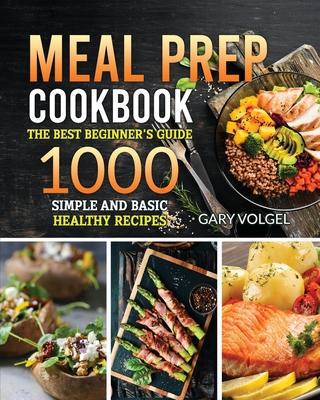 MEAL PREP
COOKBOOK
THE BEST BEGINNER'S GUIDE
1000
SIMPLE AND BASIC
HEALTHY RECIPES
GARY VOLGEL